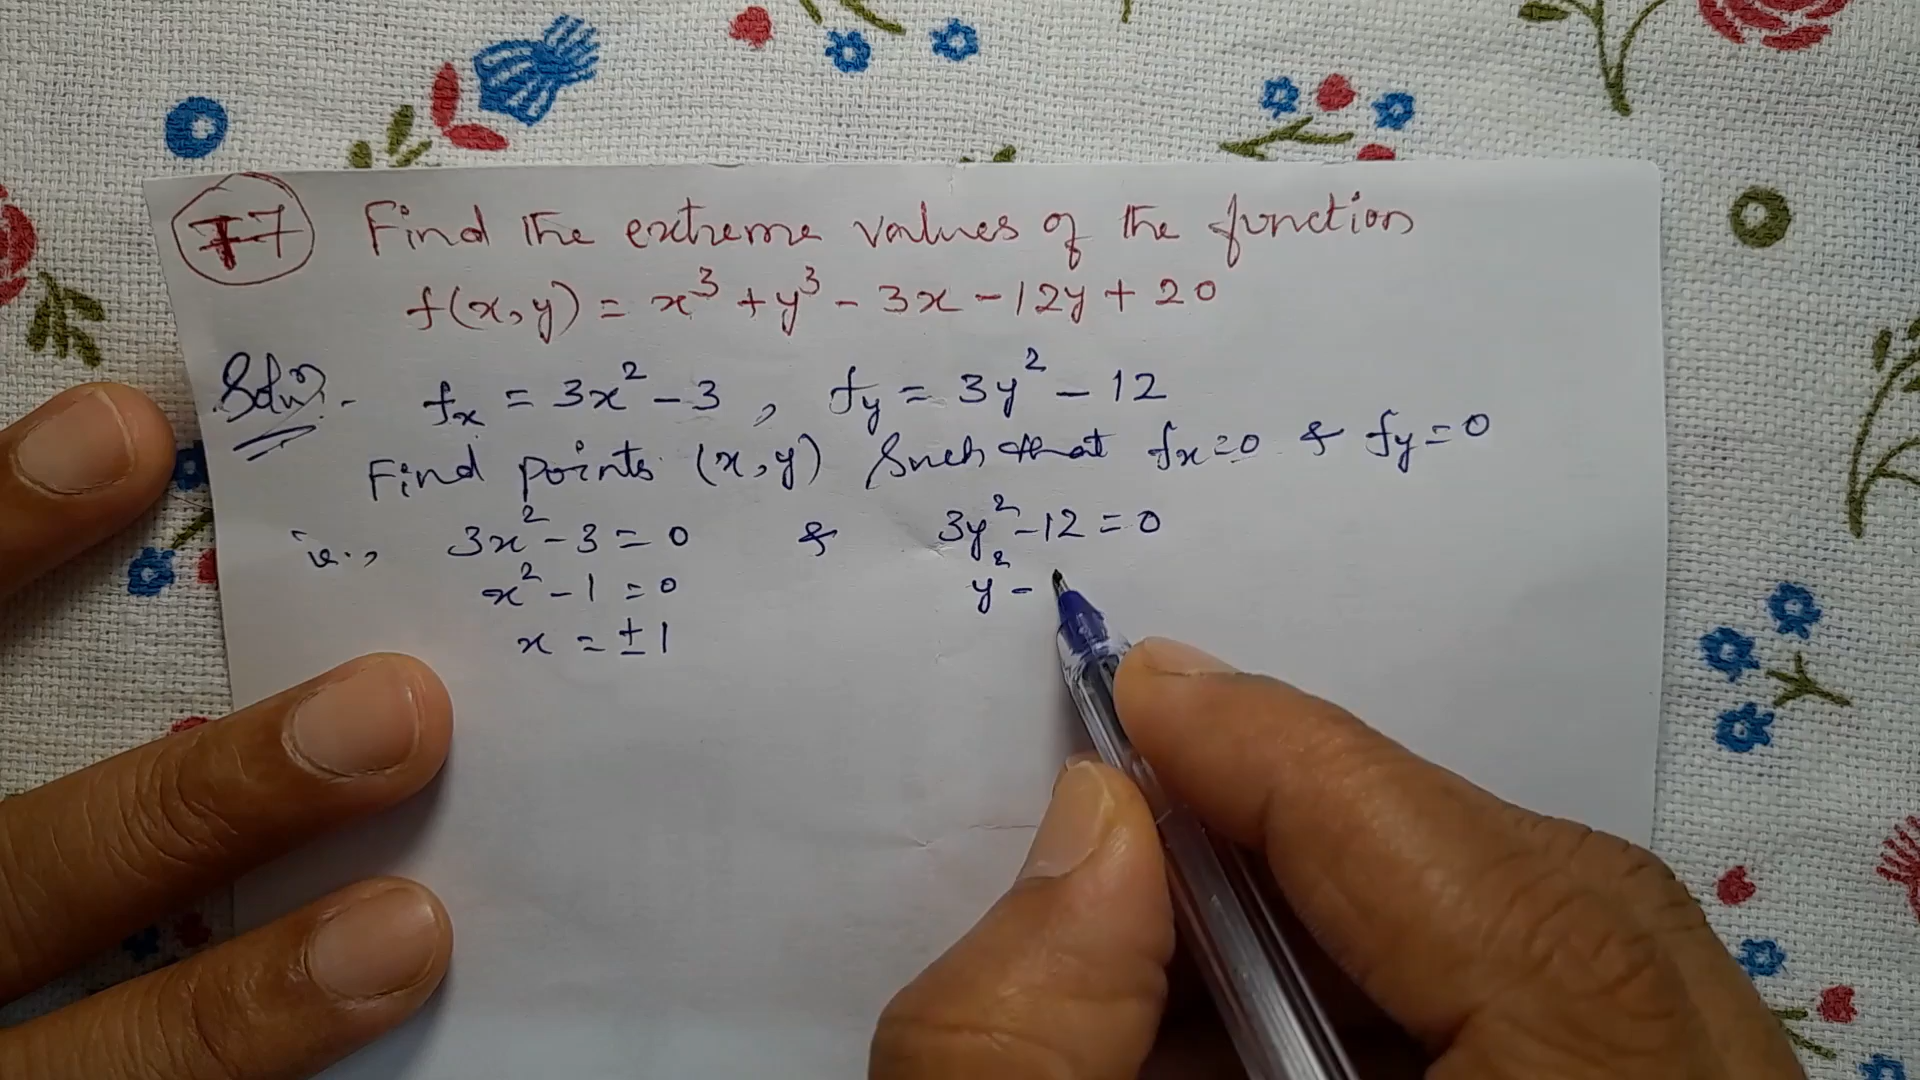 77 Find the extreme values of the function
f(x,y) = x³ + y³ - 3x - 12y + 20
Soln:- fx = 3x² - 3 , fy = 3y² - 12
Find points (x,y) such that fx=0 & fy=0
ie., 3x² - 3 = 0 & 3y² - 12 = 0
x² - 1 = 0 y² -
x = ± 1